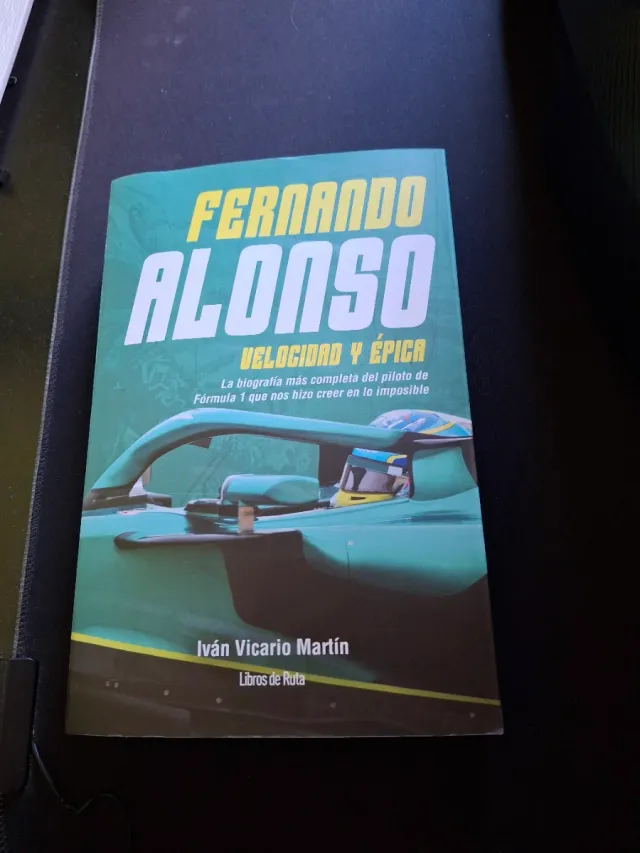 FERNANDO
ALONSO
VELOCIDAD Y ÉPICA
La biografía más completa del piloto de
Fórmula 1 que nos hizo creer en lo imposible
Iván Vicario Martín
Libros de Ruta